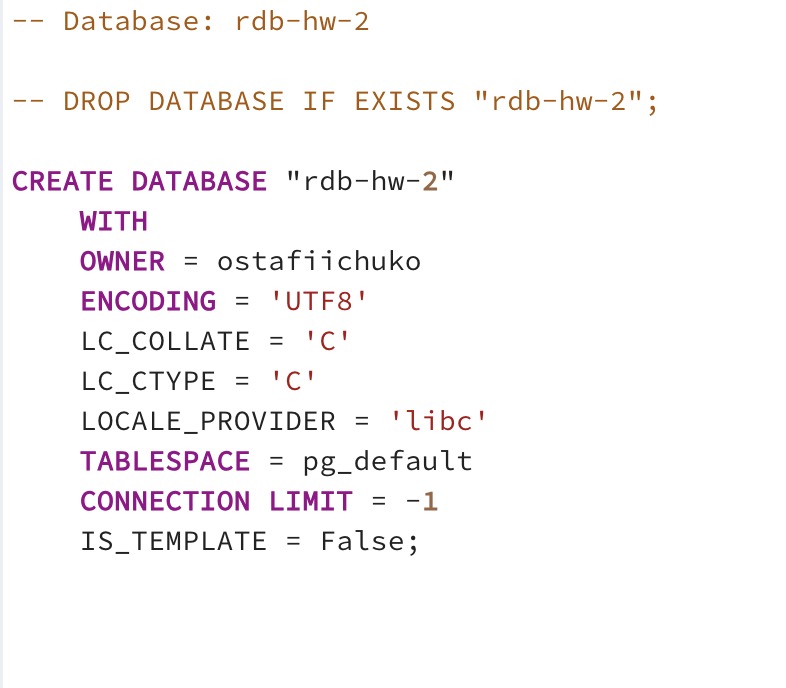 -- Database: rdb-hw-2
-- DROP DATABASE IF EXISTS "rdb-hw-2";
CREATE DATABASE "rdb-hw-2"
    WITH
    OWNER = ostafiichuko
    ENCODING = 'UTF8'
    LC_COLLATE = 'C'
    LC_CTYPE = 'C'
    LOCALE_PROVIDER = 'libc'
    TABLESPACE = pg_default
    CONNECTION LIMIT = -1
    IS_TEMPLATE = False;